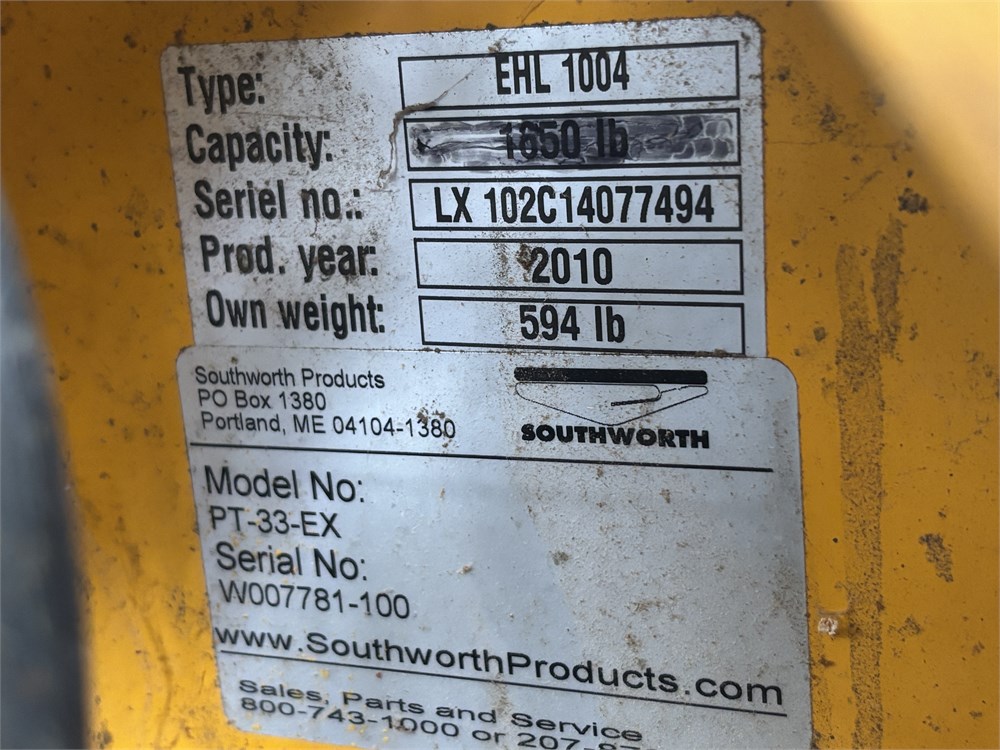 Type: EHL 1004
Capacity: 1650 lb
Seriel no.: LX 102C14077494
Prod. year: 2010
Own weight: 594 lb
Southworth Products
PO Box 1380
Portland, ME 04104-1380
SOUTHWORTH
Model No:
PT-33-EX
Serial No:
W007781-100
www.SouthworthProducts.com
Sales, Parts and Service
800-743-1000 or 207-